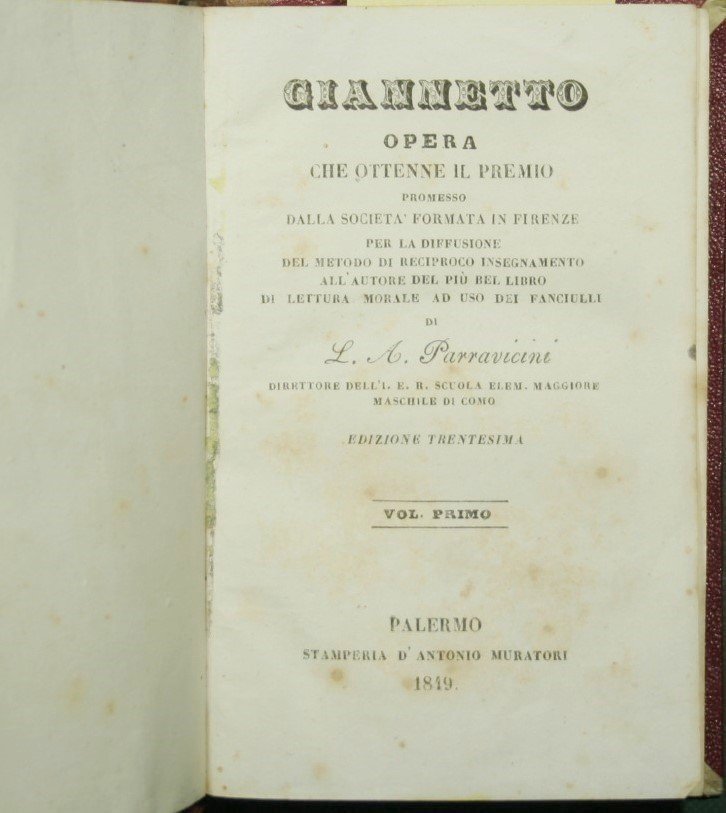 GIANNETTO
OPERA
CHE OTTENNE IL PREMIO
PROMESSO
DALLA SOCIETA' FORMATA IN FIRENZE
PER LA DIFFUSIONE
DEL METODO DI RECIPROCO INSEGNAMENTO
ALL'AUTORE DEL PIÙ BEL LIBRO
DI LETTURA MORALE AD USO DEI FANCIULLI
DI
L. A. Parravicini
DIRETTORE DELL'I. E. R. SCUOLA ELEM. MAGGIORE
MASCHILE DI COMO
EDIZIONE TRENTESIMA
VOL. PRIMO
PALERMO
STAMPERIA D'ANTONIO MURATORI
1849.